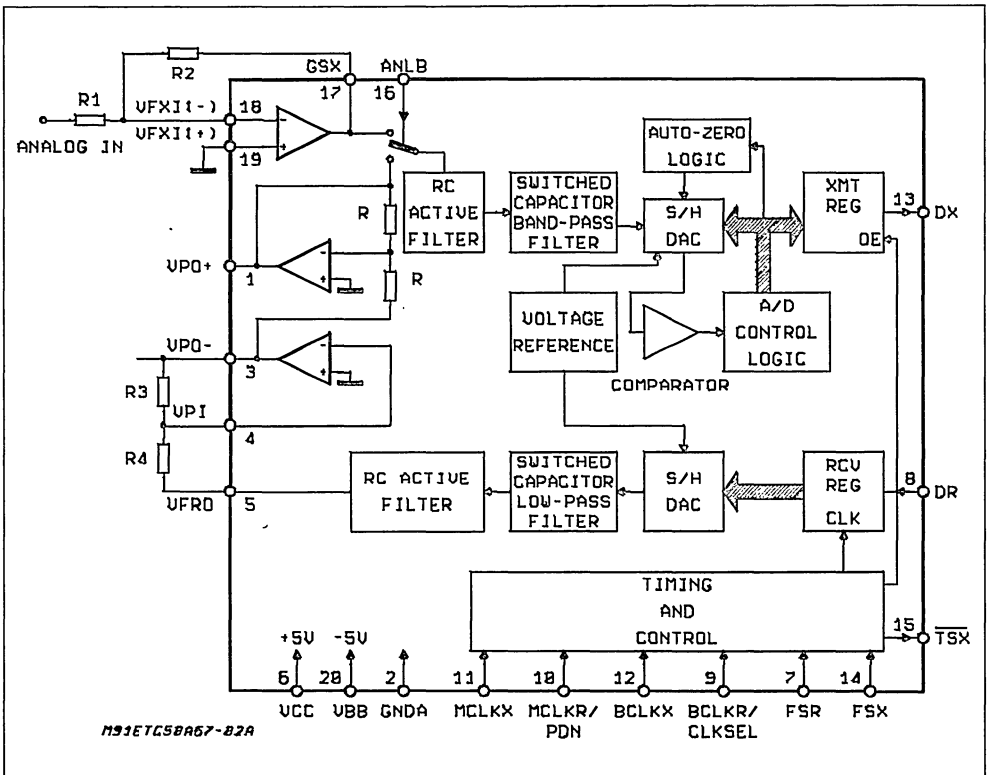 R2
GSX
ANLB
R1
VFXI(-)
18
17
16
VFXI(+)
19
ANALOG IN
-
+
AUTO-ZERO
LOGIC
RC
ACTIVE
FILTER
SWITCHED
CAPACITOR
BAND-PASS
FILTER
S/H
DAC
XMT
REG
OE
13
DX
R
VPO+
1
-
+
R
VOLTAGE
REFERENCE
A/D
CONTROL
LOGIC
COMPARATOR
VPO-
3
-
+
R3
VPI
4
R4
VFRO
5
RC ACTIVE
FILTER
SWITCHED
CAPACITOR
LOW-PASS
FILTER
S/H
DAC
RCV
REG
CLK
8
DR
TIMING
AND
CONTROL
15
TSX
+5V
-5V
6
20
2
11
10
12
9
7
14
VCC
VBB
GNDA
MCLKX
MCLKR/
PDN
BCLKX
BCLKR/
CLKSEL
FSR
FSX
M91ETC58A67-02A